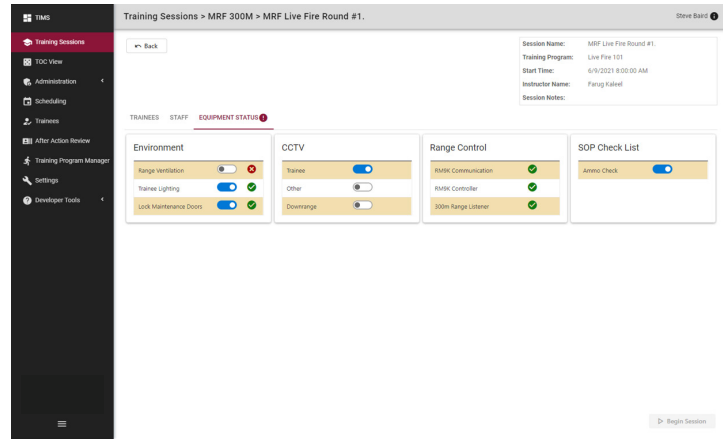 TIMS
Training Sessions > MRF 300M > MRF Live Fire Round #1.
Steve Baird
Training Sessions
TOC View
Administration
Scheduling
Trainees
After Action Review
Training Program Manager
Settings
Developer Tools
Back
Session Name: MRF Live Fire Round #1.
Training Program: Live Fire 101
Start Time: 6/9/2021 8:00:00 AM
Instructor Name: Farug Kaleel
Session Notes:
TRAINEES STAFF EQUIPMENT STATUS
Environment
Range Ventilation
Trainee Lighting
Lock Maintenance Doors
CCTV
Trainee
Other
Downrange
Range Control
RM9K Communication
RM9K Controller
300m Range Listener
SOP Check List
Ammo Check
Begin Session